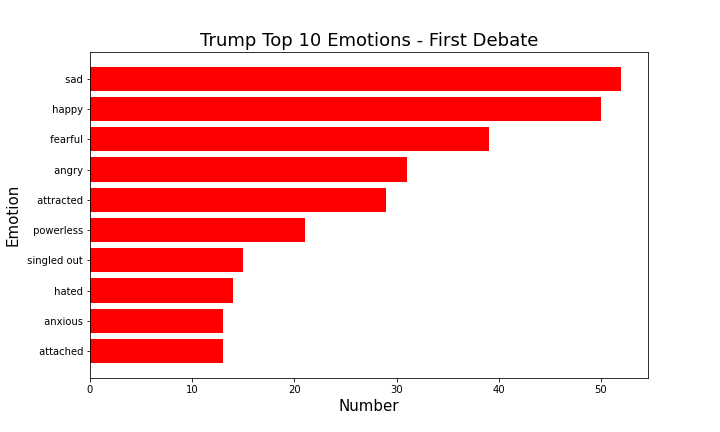 Trump Top 10 Emotions - First Debate
Emotion
sad
happy
fearful
angry
attracted
powerless
singled out
hated
anxious
attached
0 10 20 30 40 50
Number